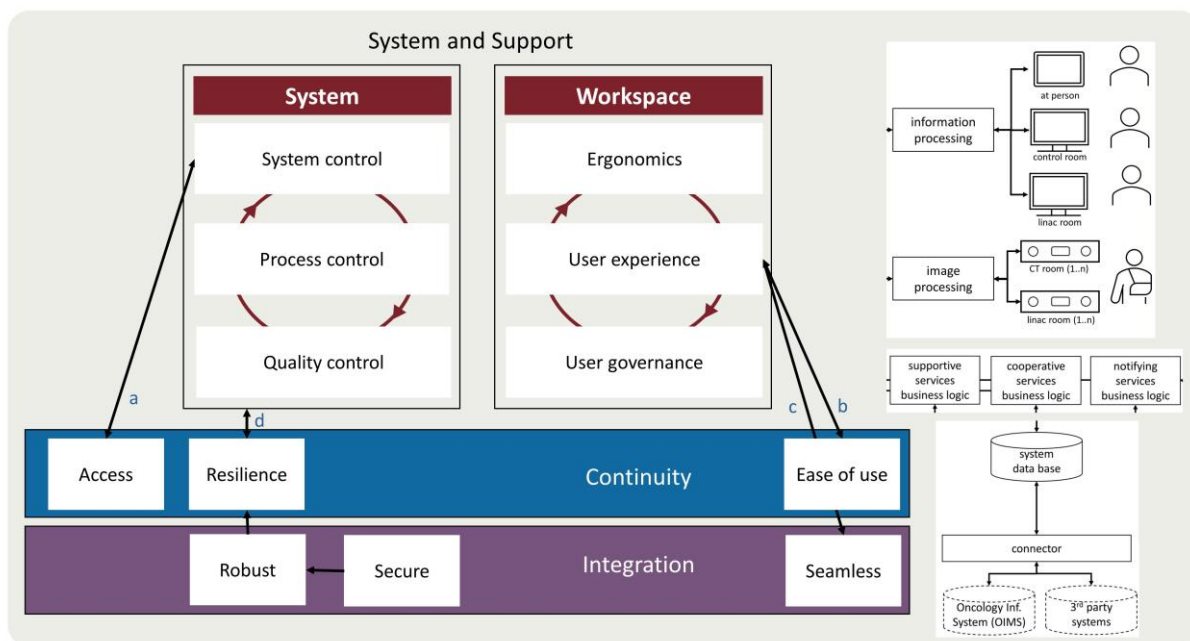 System and Support
System
System control
Process control
Quality control
Workspace
Ergonomics
User experience
User governance
a
d
c
b
Access
Resilience
Continuity
Ease of use
Robust
Secure
Integration
Seamless
information
processing
at person
control room
linac room
image
processing
CT room (1..n)
linac room (1..n)
supportive
services
business logic
cooperative
services
business logic
notifying
services
business logic
system
data base
connector
Oncology Inf.
System (OIMS)
3rd party
systems